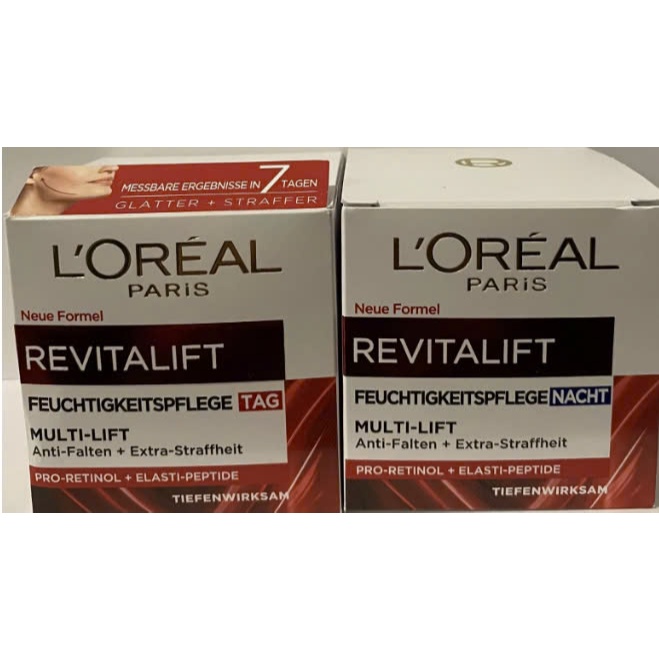 MESSBARE ERGEBNISSE IN 7 TAGEN
GLATTER + STRAFFER
L'ORÉAL
PARIS
Neue Formel
REVITALIFT
FEUCHTIGKEITSPFLEGE TAG
MULTI-LIFT
Anti-Falten + Extra-Straffheit
PRO-RETINOL + ELASTI-PEPTIDE
TIEFENWIRKSAM
L'ORÉAL
PARIS
Neue Formel
REVITALIFT
FEUCHTIGKEITSPFLEGE NACHT
MULTI-LIFT
Anti-Falten + Extra-Straffheit
PRO-RETINOL + ELASTI-PEPTIDE
TIEFENWIRKSAM